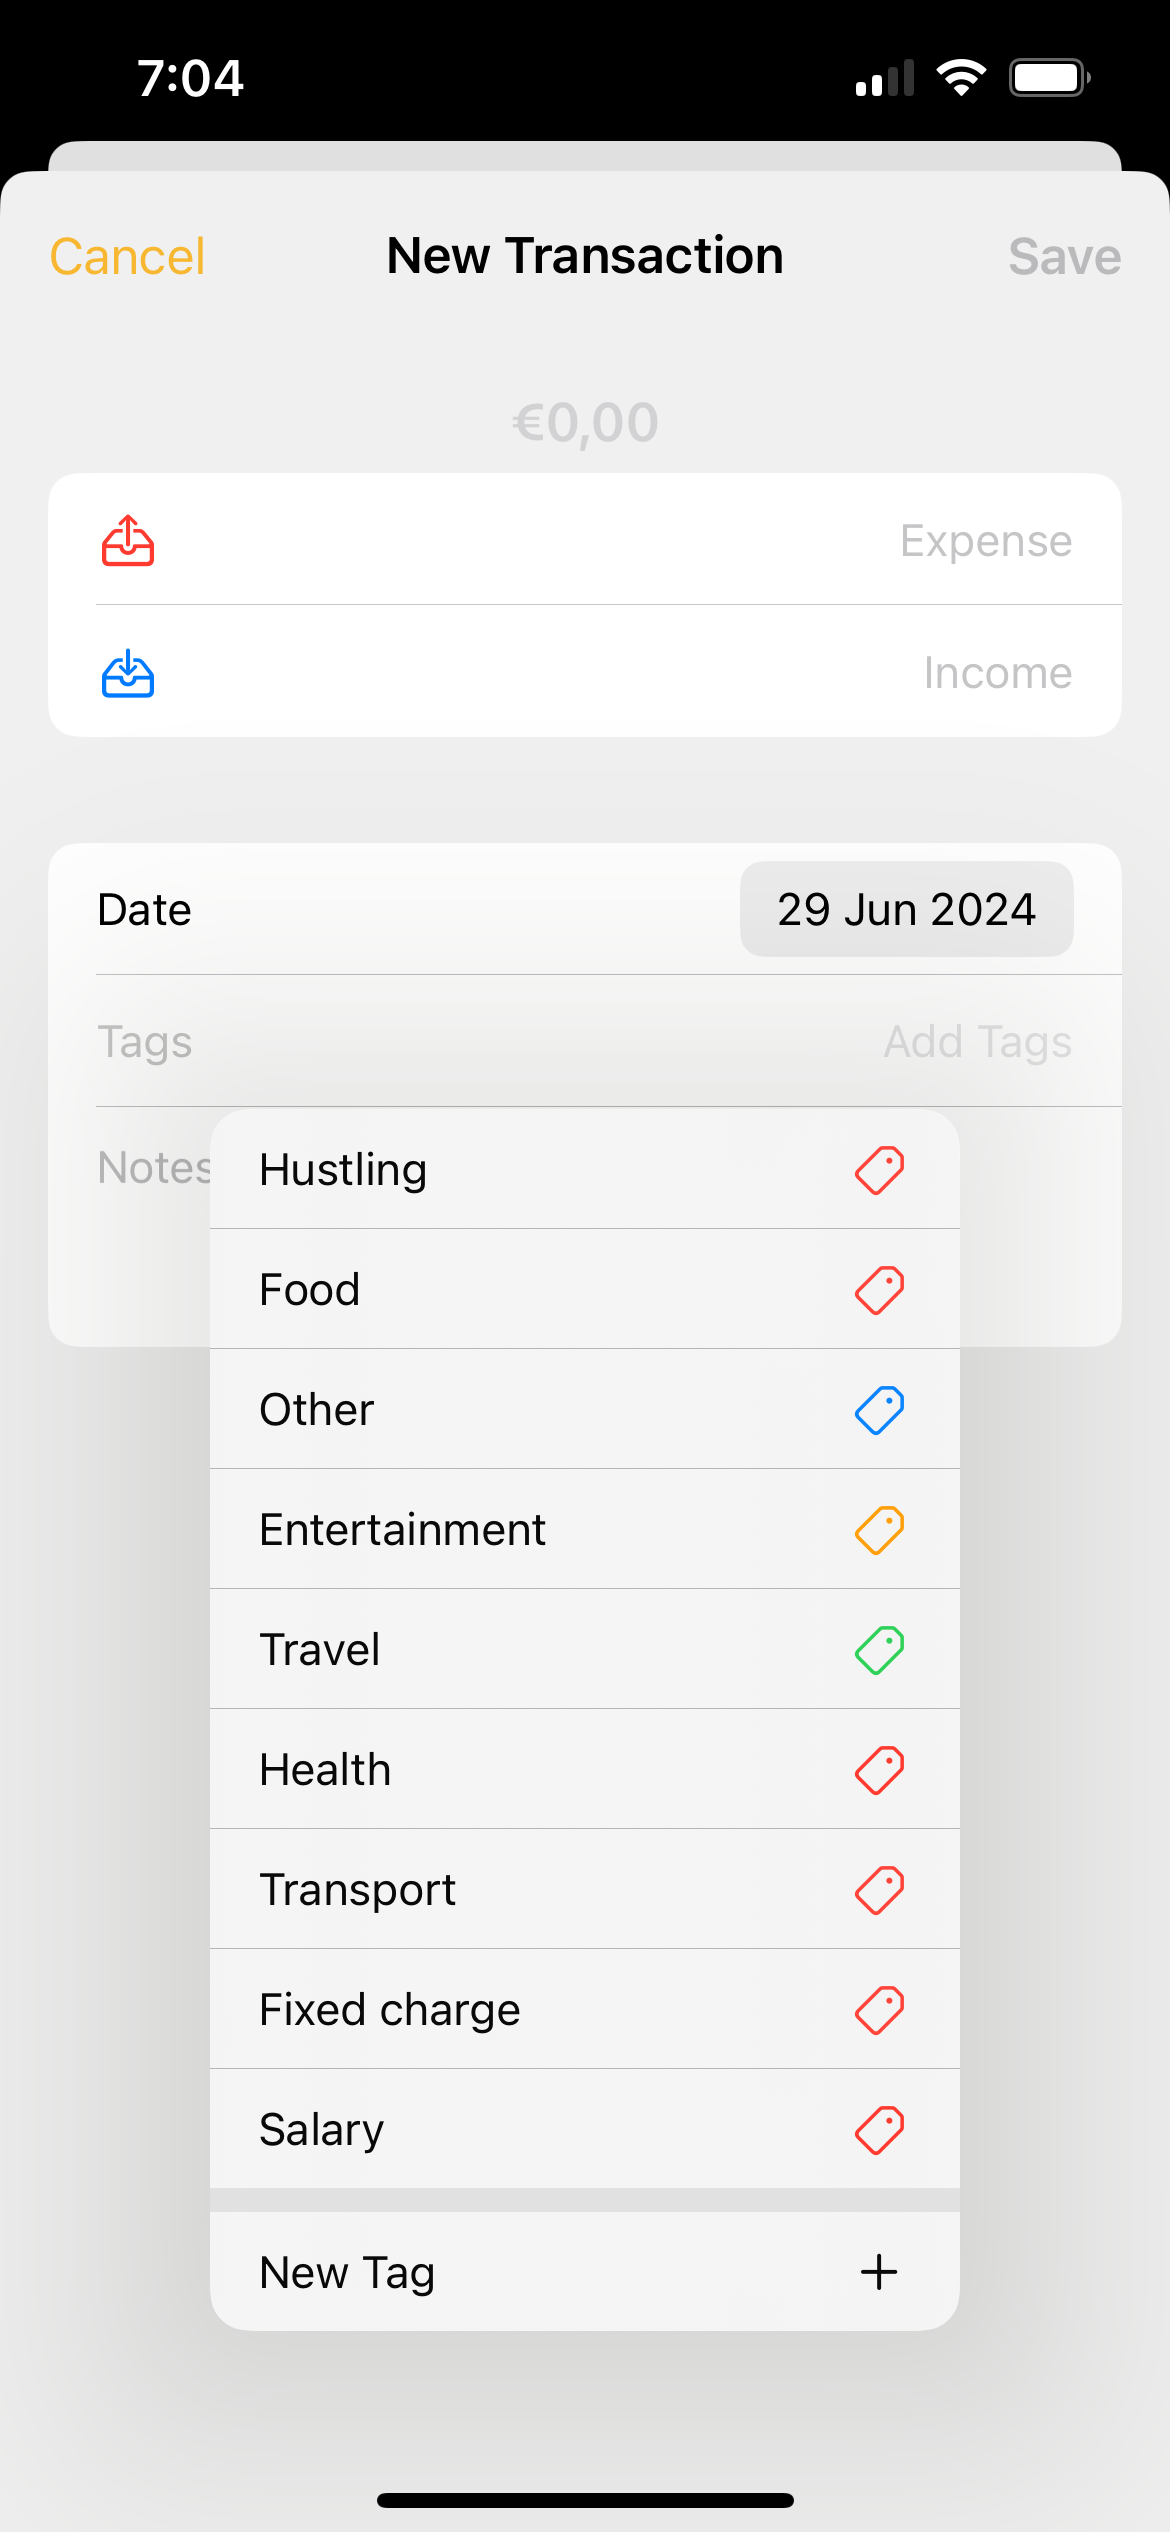 7:04
Cancel New Transaction Save
€0,00
Expense
Income
Date 29 Jun 2024
Tags Add Tags
Notes
Hustling
Food
Other
Entertainment
Travel
Health
Transport
Fixed charge
Salary
New Tag